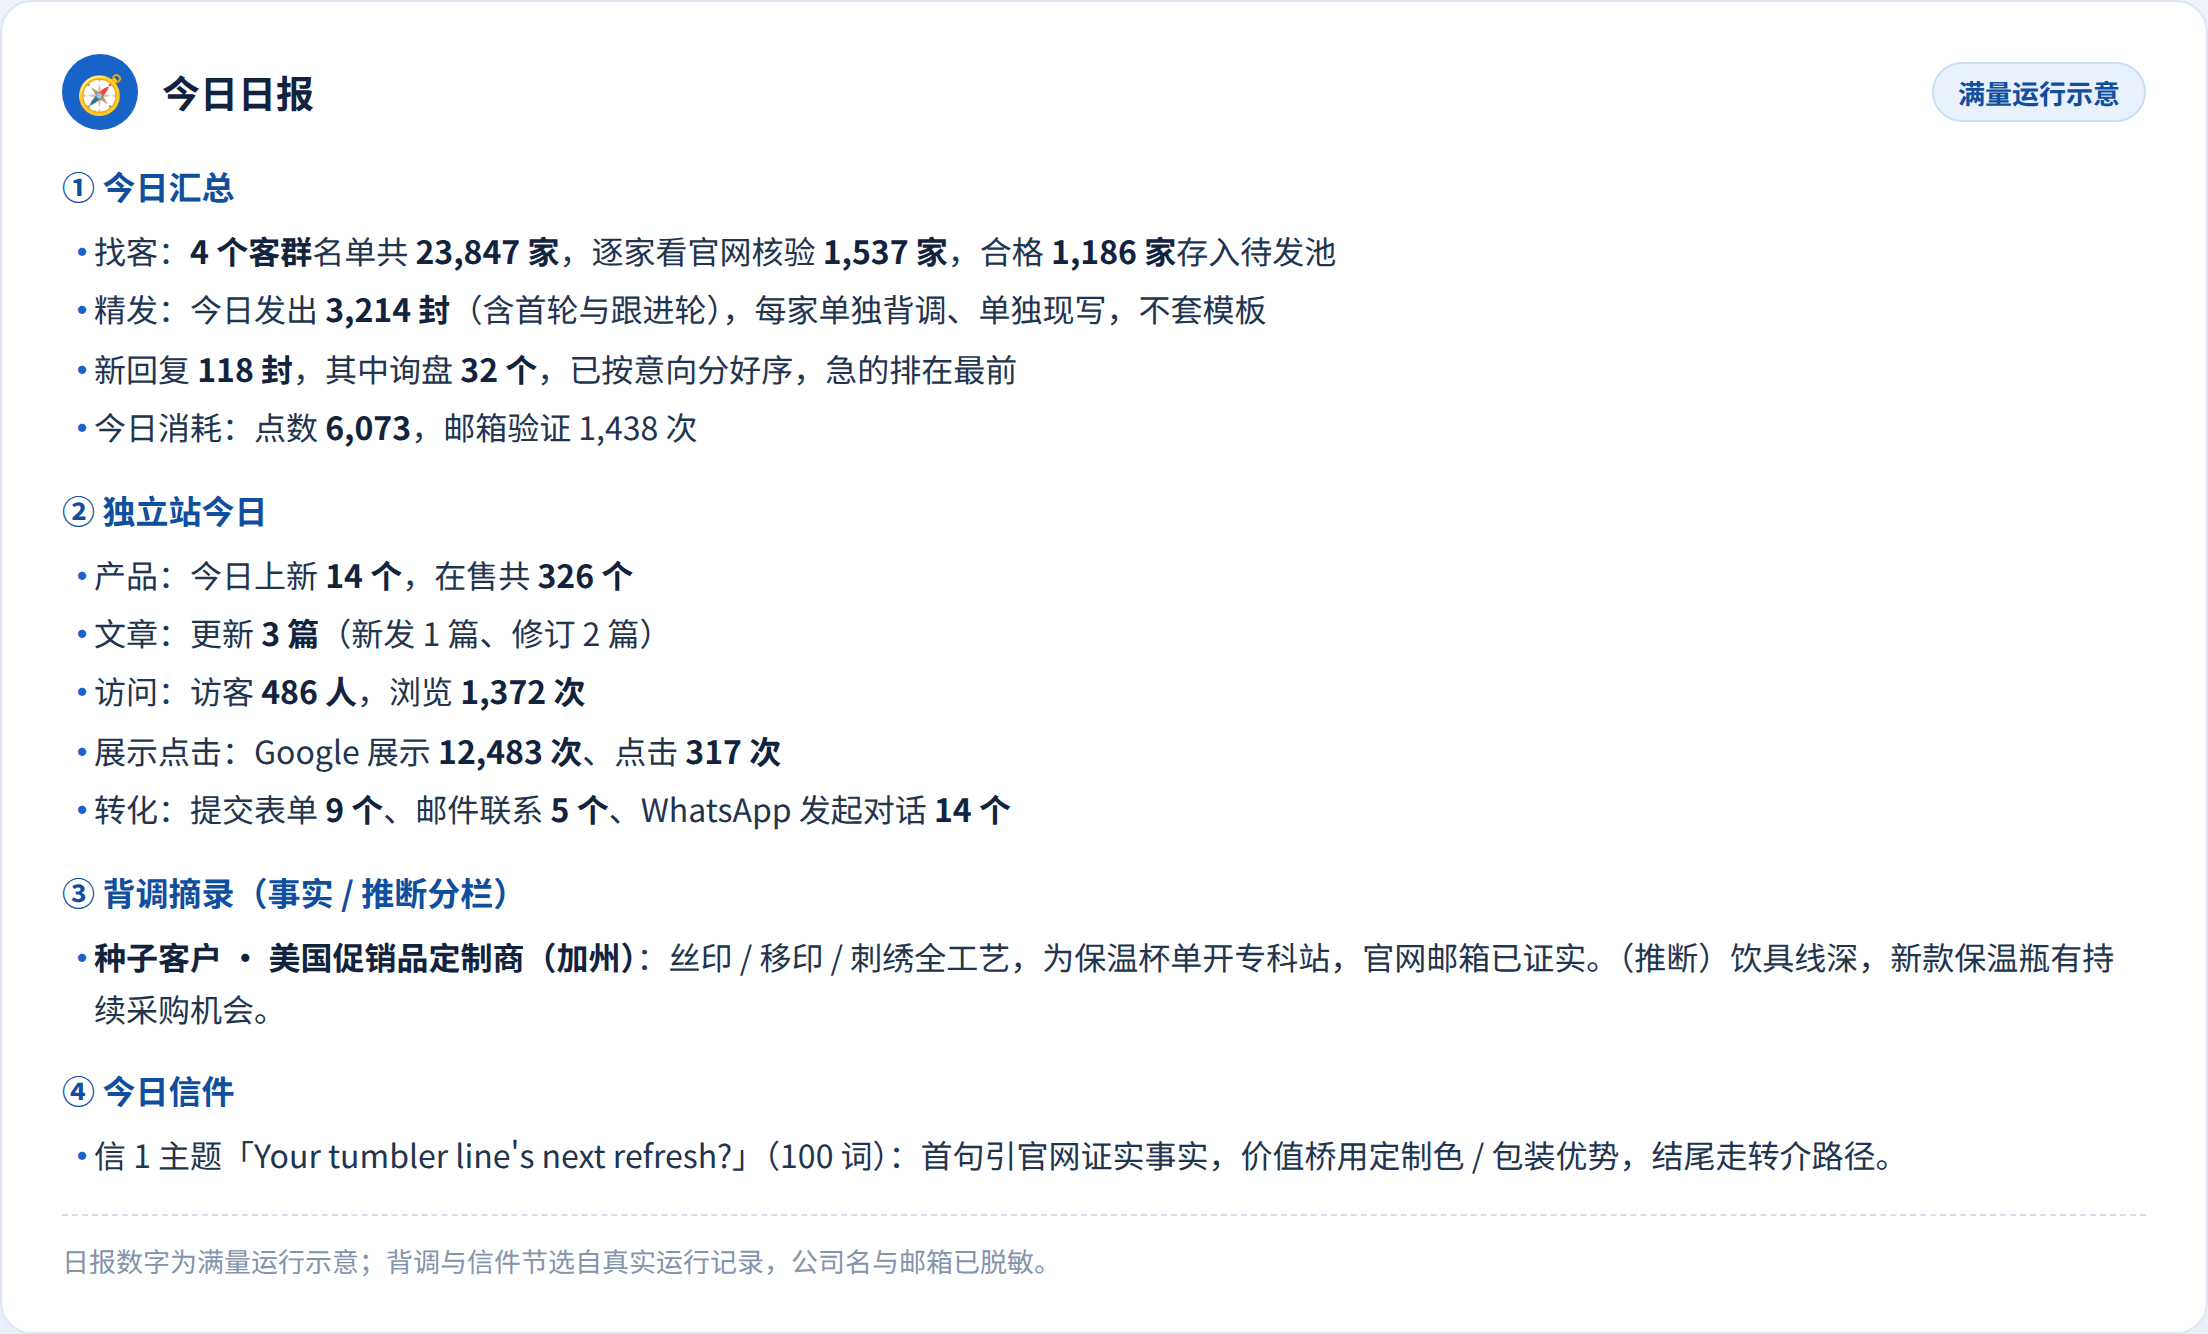 今日日报
满量运行示意
① 今日汇总
• 找客：4 个客群名单共 23,847 家，逐家看官网核验 1,537 家，合格 1,186 家存入待发池
• 精发：今日发出 3,214 封（含首轮与跟进轮），每家单独背调、单独现写，不套模板
• 新回复 118 封，其中询盘 32 个，已按意向分好序，急的排在最前
• 今日消耗：点数 6,073，邮箱验证 1,438 次
② 独立站今日
• 产品：今日上新 14 个，在售共 326 个
• 文章：更新 3 篇（新发 1 篇、修订 2 篇）
• 访问：访客 486 人，浏览 1,372 次
• 展示点击：Google 展示 12,483 次、点击 317 次
• 转化：提交表单 9 个、邮件联系 5 个、WhatsApp 发起对话 14 个
③ 背调摘录（事实 / 推断分栏）
• 种子客户 · 美国促销品定制商（加州）：丝印 / 移印 / 刺绣全工艺，为保温杯单开专科站，官网邮箱已证实。（推断）饮具线深，新款保温瓶有持
续采购机会。
④ 今日信件
• 信 1 主题「Your tumbler line's next refresh?」（100 词）：首句引官网证实事实，价值桥用定制色 / 包装优势，结尾走转介路径。
日报数字为满量运行示意；背调与信件节选自真实运行记录，公司名与邮箱已脱敏。